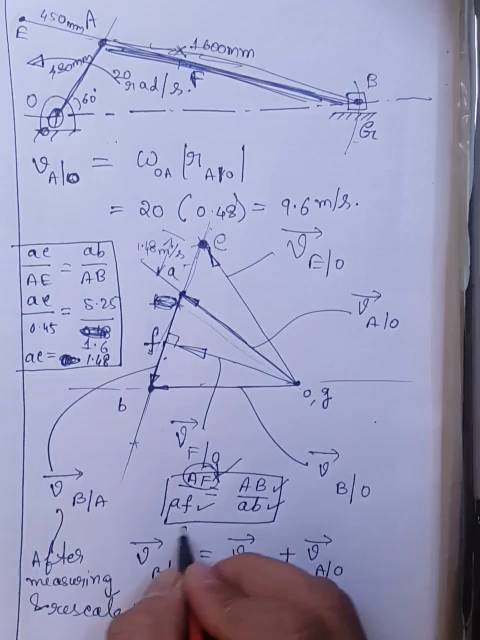 450mm A
E
1600mm
480mm
20 rad/s.
F
B
O
60°
G
V A/O = ω OA |r A/O|
= 20 (0.48) = 9.6 m/s.
ae/AE = ab/AB
ae/0.45 = 5.25/1.6
ae = 1.48
1.48 m/s
e
a
V E/O
V A/O
f
b
o, g
V F/O
V B/O
V B/A
AF/af = AB/ab
After
measuring
& rescale
V B/ = V + V A/O